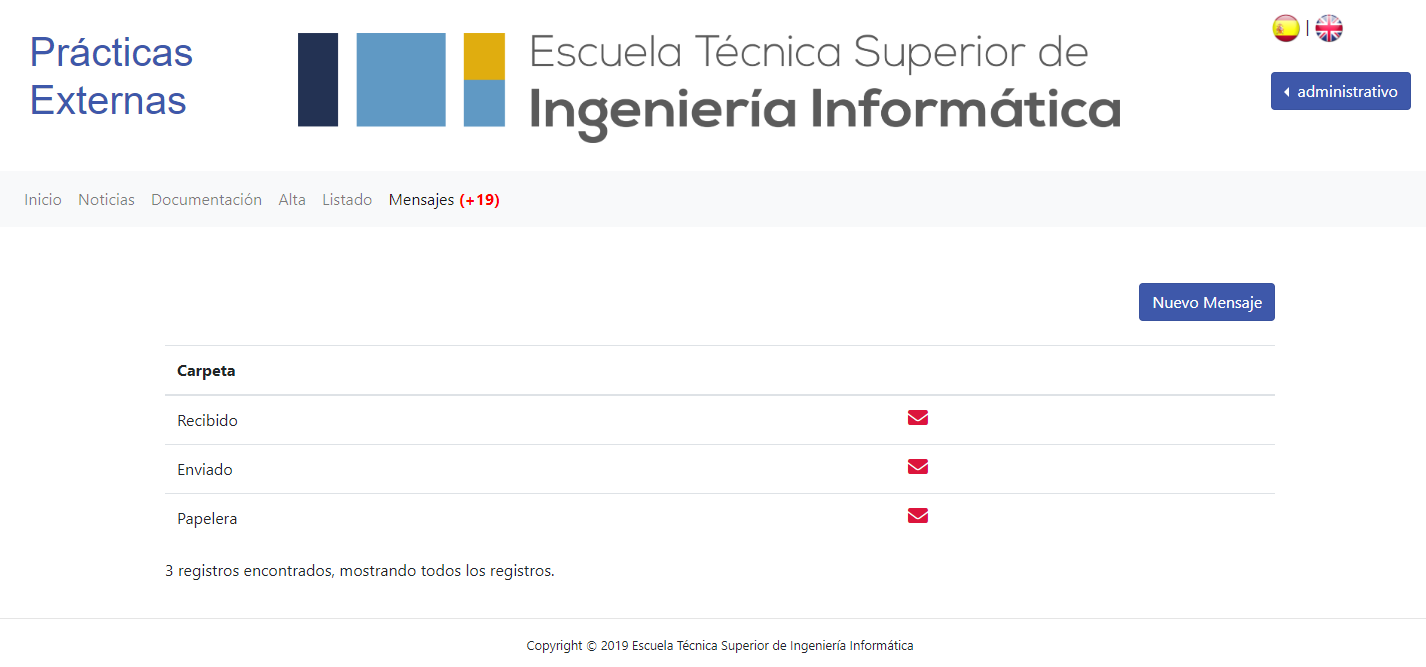 Prácticas
Externas
Escuela Técnica Superior de
Ingeniería Informática
|
administrativo
Inicio Noticias Documentación Alta Listado Mensajes (+19)
Nuevo Mensaje
Carpeta
Recibido
Enviado
Papelera
3 registros encontrados, mostrando todos los registros.
Copyright © 2019 Escuela Técnica Superior de Ingeniería Informática